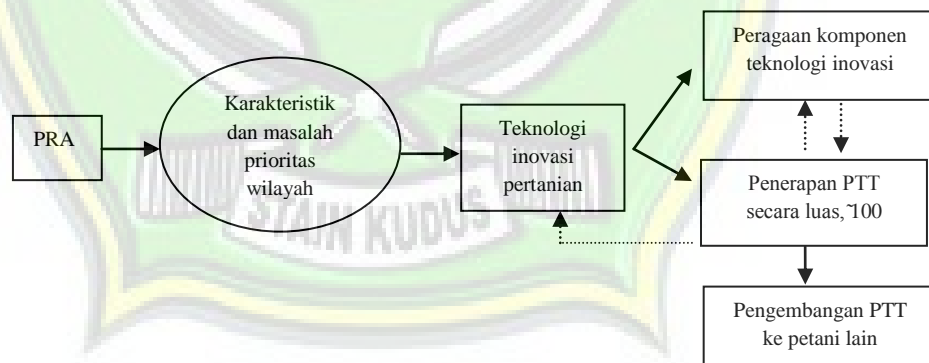 PRA
Karakteristik
dan masalah
prioritas
wilayah
Teknologi
inovasi
pertanian
Peragaan komponen
teknologi inovasi
Penerapan PTT
secara luas,˜100
Pengembangan PTT
ke petani lain
STAIN KUDUS